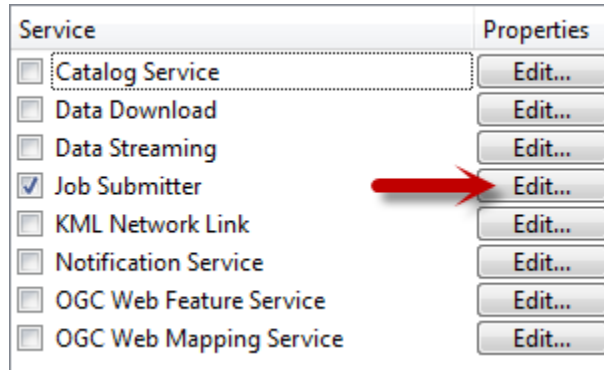 Service Properties
Catalog Service Edit...
Data Download Edit...
Data Streaming Edit...
Job Submitter Edit...
KML Network Link Edit...
Notification Service Edit...
OGC Web Feature Service Edit...
OGC Web Mapping Service Edit...